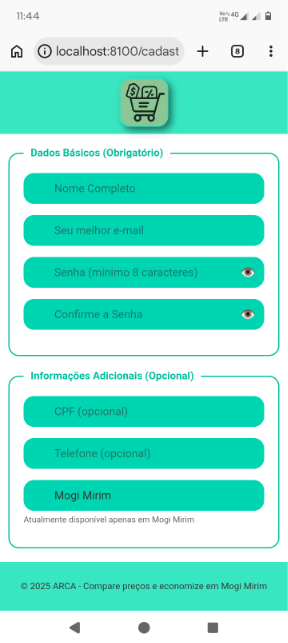 11:44
4G
LTE
localhost:8100/cadast
8
Dados Básicos (Obrigatório)
Nome Completo
Seu melhor e-mail
Senha (mínimo 8 caracteres)
Confirme a Senha
Informações Adicionais (Opcional)
CPF (opcional)
Telefone (opcional)
Mogi Mirim
Atualmente disponível apenas em Mogi Mirim
© 2025 ARCA - Compare preços e economize em Mogi Mirim